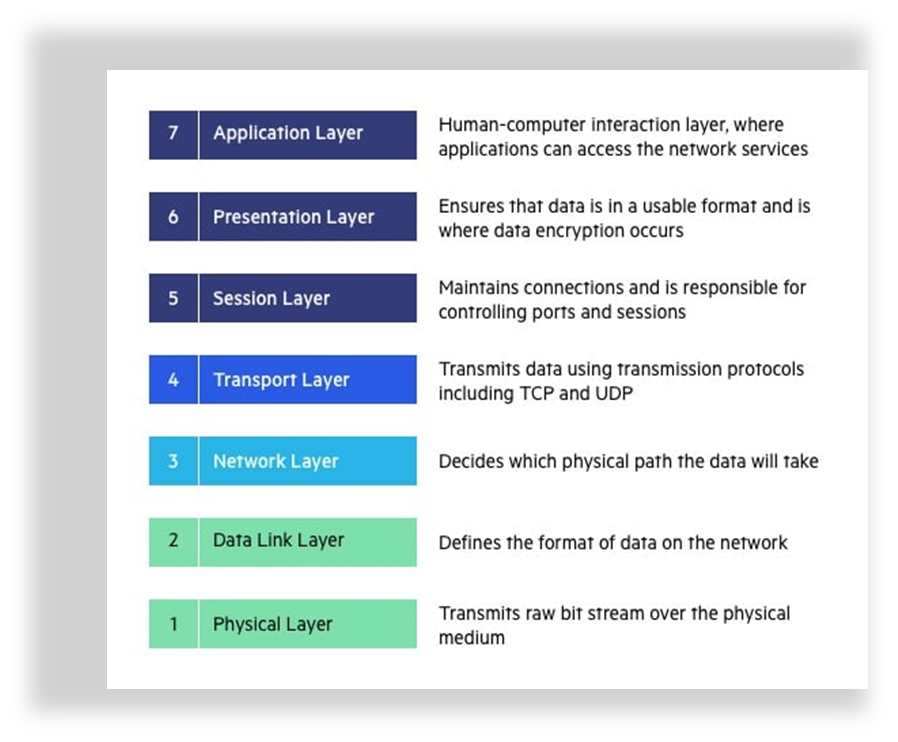 7 Application Layer
Human-computer interaction layer, where
applications can access the network services
6 Presentation Layer
Ensures that data is in a usable format and is
where data encryption occurs
5 Session Layer
Maintains connections and is responsible for
controlling ports and sessions
4 Transport Layer
Transmits data using transmission protocols
including TCP and UDP
3 Network Layer
Decides which physical path the data will take
2 Data Link Layer
Defines the format of data on the network
1 Physical Layer
Transmits raw bit stream over the physical
medium